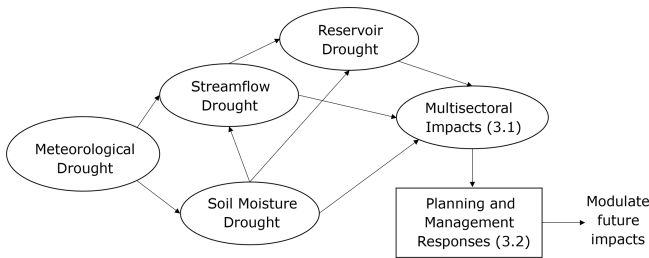 Reservoir
Drought
Streamflow
Drought
Multisectoral
Impacts (3.1)
Meteorological
Drought
Soil Moisture
Drought
Planning and
Management
Responses (3.2)
Modulate
future
impacts